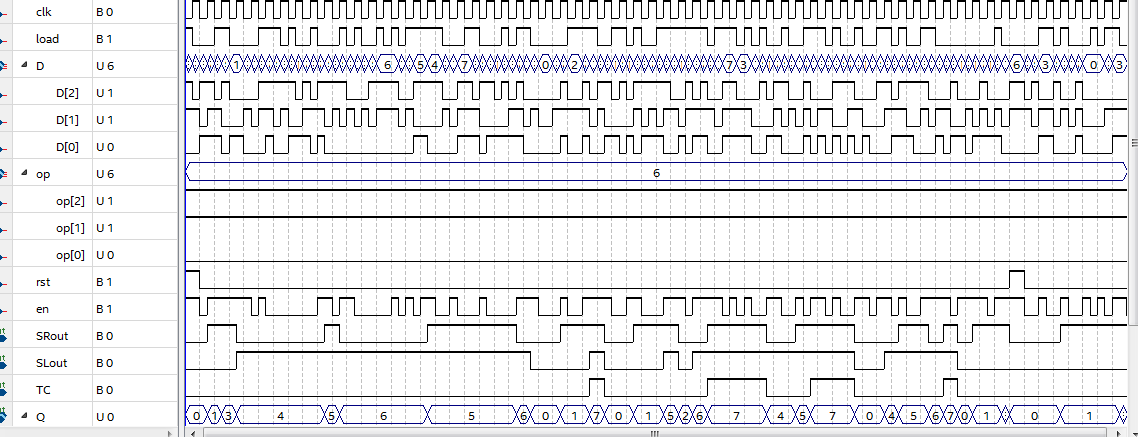 clk B 0
load B 1
D U 6 1 6 5 4 7 0 2 7 3 6 3 0 3
D[2] U 1
D[1] U 1
D[0] U 0
op U 6 6
op[2] U 1
op[1] U 1
op[0] U 0
rst B 1
en B 1
SRout B 0
SLout B 0
TC B 0
Q U 0 0 1 3 4 5 6 5 6 0 1 7 0 1 5 2 6 7 4 5 7 0 4 5 6 7 0 1 0 1